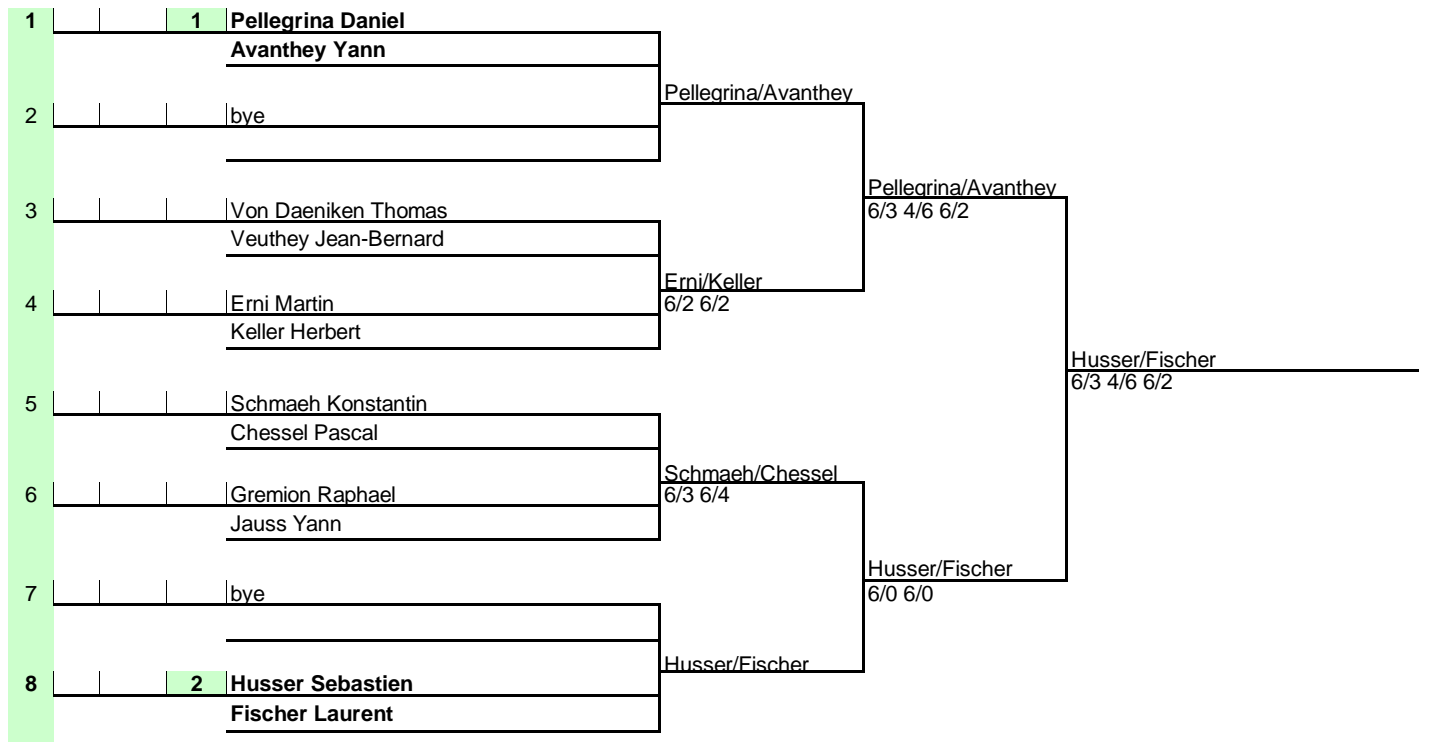 1 1 Pellegrina Daniel
Avanthey Yann
Pellegrina/Avanthey
2 bye
Pellegrina/Avanthey
3 Von Daeniken Thomas
6/3 4/6 6/2
Veuthey Jean-Bernard
Erni/Keller
4 Erni Martin
6/2 6/2
Keller Herbert
Husser/Fischer
6/3 4/6 6/2
5 Schmaeh Konstantin
Chessel Pascal
Schmaeh/Chessel
6 Gremion Raphael
6/3 6/4
Jauss Yann
Husser/Fischer
7 bye
6/0 6/0
Husser/Fischer
8 2 Husser Sebastien
Fischer Laurent